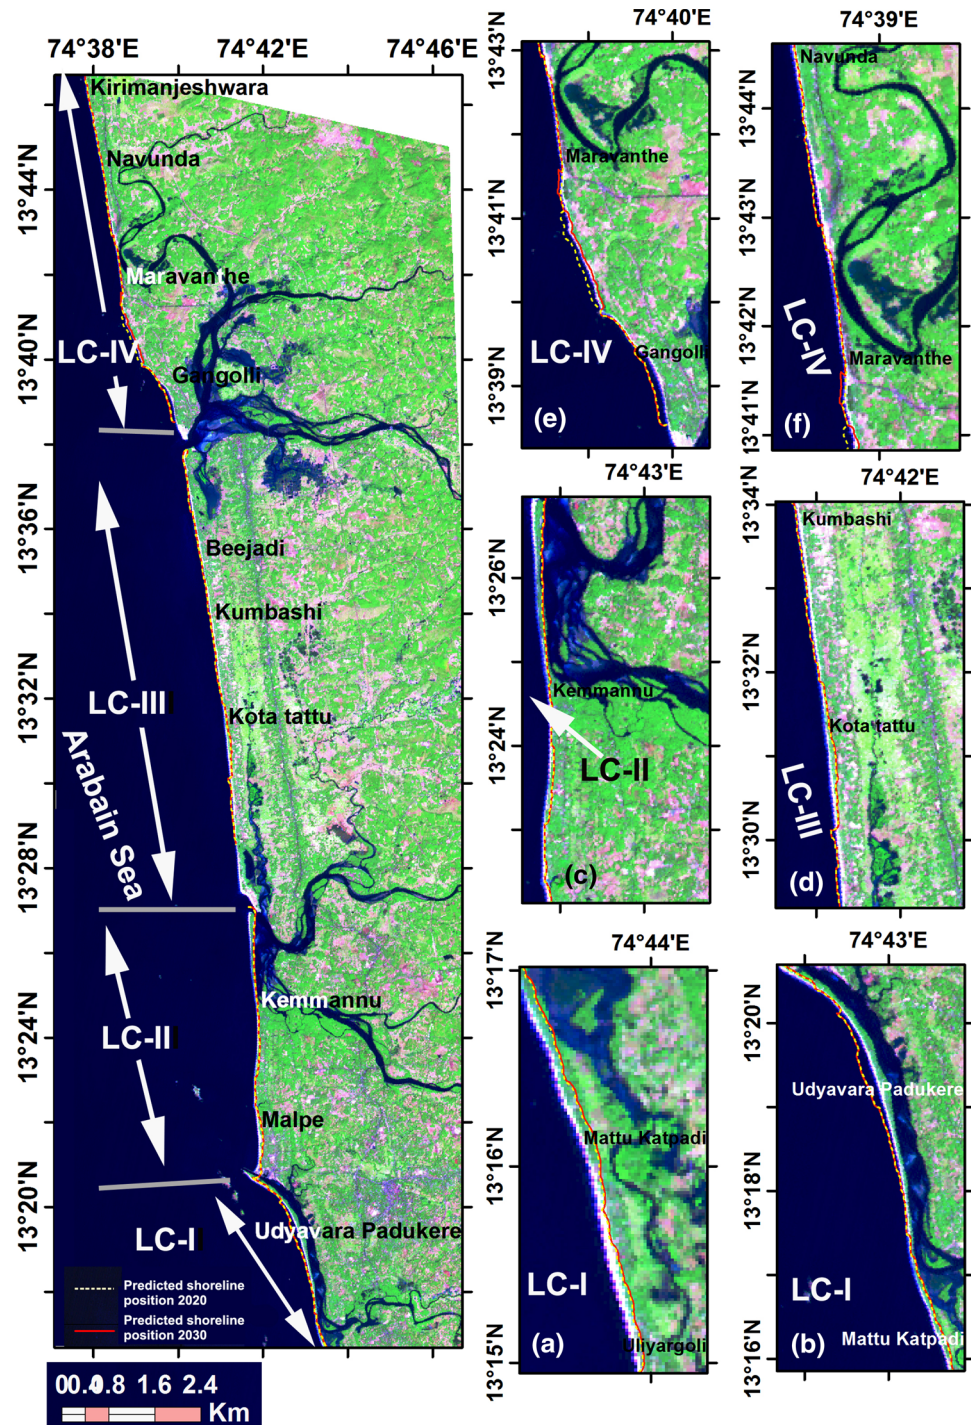 74°38'E 74°42'E 74°46'E
Kirimanjeshwara
Navunda
Maravanthe
LC-IV
Gangolli
Beejadi
Kumbashi
LC-III
Kota tattu
Arabain Sea
Kemmannu
LC-II
Malpe
Udyavara Padukere
LC-I
13°44'N
13°40'N
13°36'N
13°32'N
13°28'N
13°24'N
13°20'N
Predicted shoreline
position 2020
Predicted shoreline
position 2030
0 0.4 0.8 1.6 2.4
Km
74°40'E
13°43'N
13°41'N
13°39'N
Maravanthe
LC-IV
Gangolli
(e)
74°39'E
13°44'N
13°43'N
13°42'N
13°41'N
Navunda
LC-IV
Maravanthe
(f)
74°43'E
13°26'N
13°24'N
Kemmannu
LC-II
(c)
74°42'E
13°34'N
13°32'N
13°30'N
Kumbashi
Kota tattu
LC-III
(d)
74°44'E
13°17'N
13°16'N
13°15'N
Mattu Katpadi
LC-I
(a)
Uliyargoli
74°43'E
13°20'N
13°18'N
13°16'N
Udyavara Padukere
LC-I
Mattu Katpadi
(b)